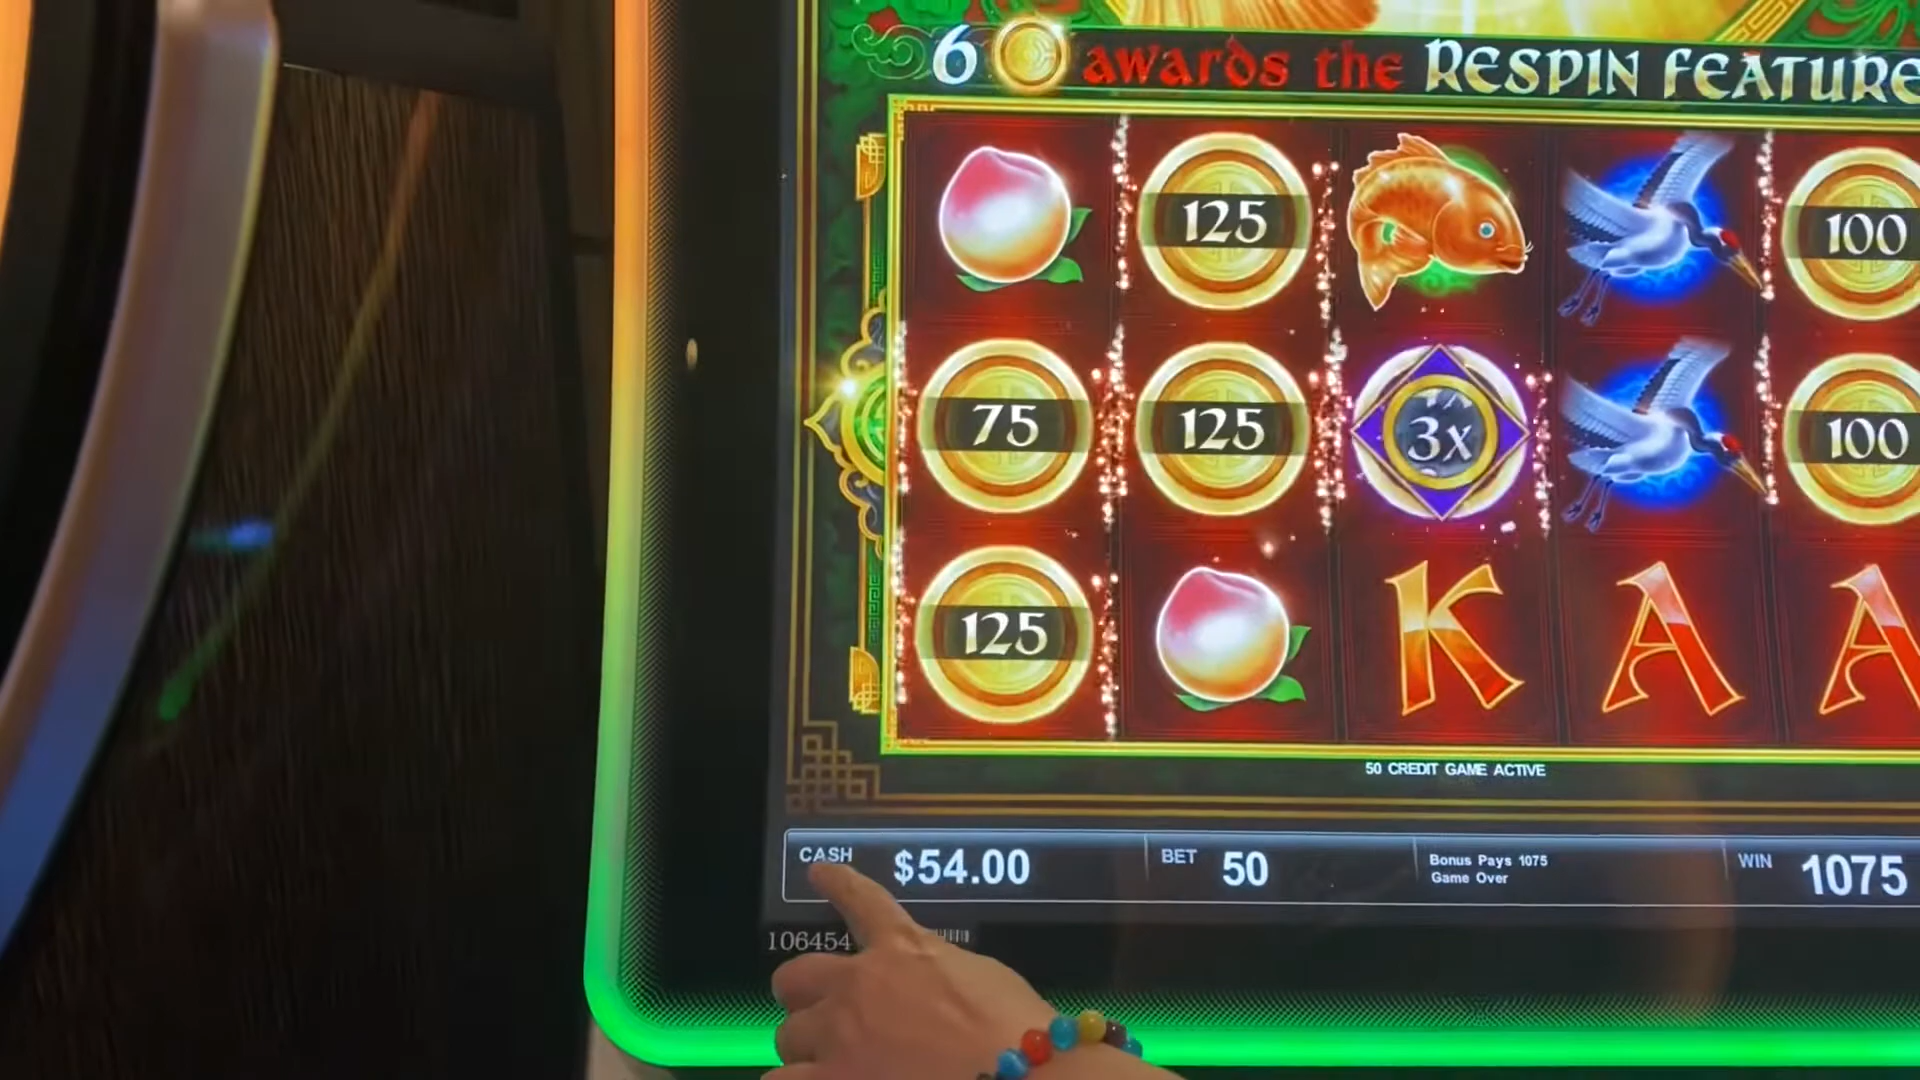 6 awards the RESPIN FEATURE
125
100
75
125
3x
100
125
K
A
A
50 CREDIT GAME ACTIVE
CASH $54.00
BET 50
Bonus Pays 1075
Game Over
WIN 1075
106454